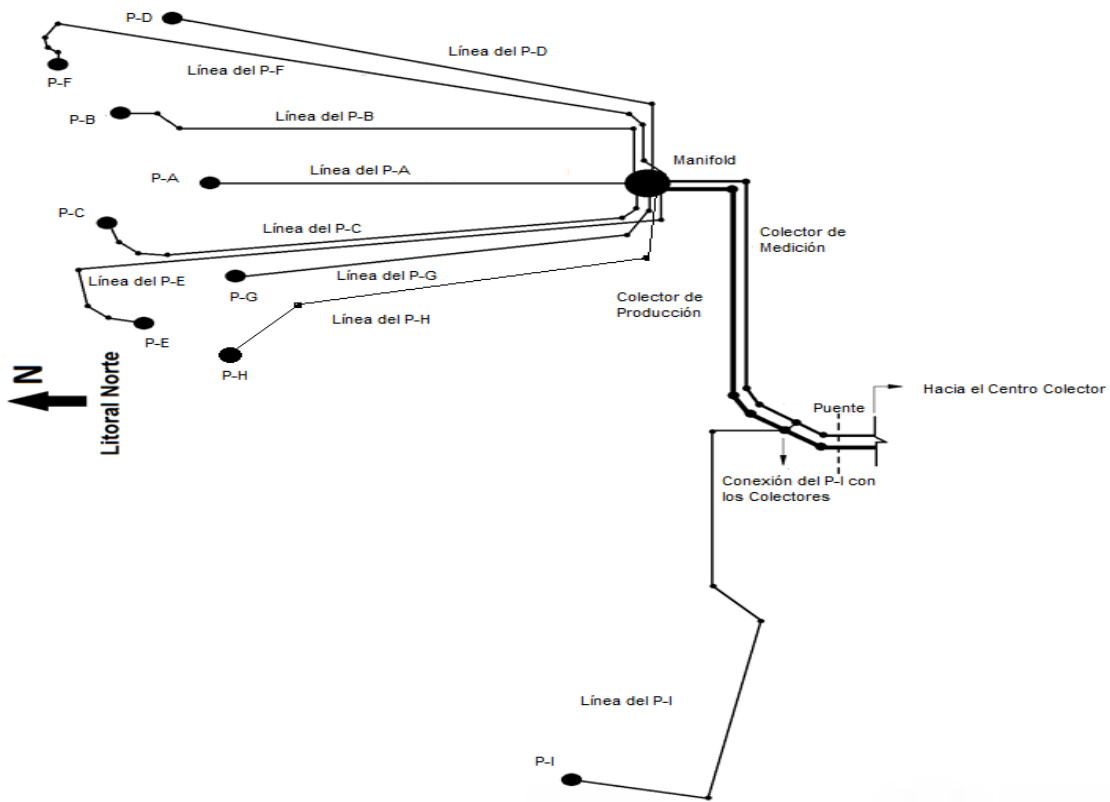 P-D
Línea del P-D
Línea del P-F
P-F
P-B
Línea del P-B
Manifold
P-A
Línea del P-A
P-C
Línea del P-C
Colector de
Medición
Línea del P-E
P-G
Línea del P-G
Colector de
Producción
Línea del P-H
P-E
P-H
N
Litoral Norte
Hacia el Centro Colector
Puente
Conexión del P-I con
los Colectores
Línea del P-I
P-I